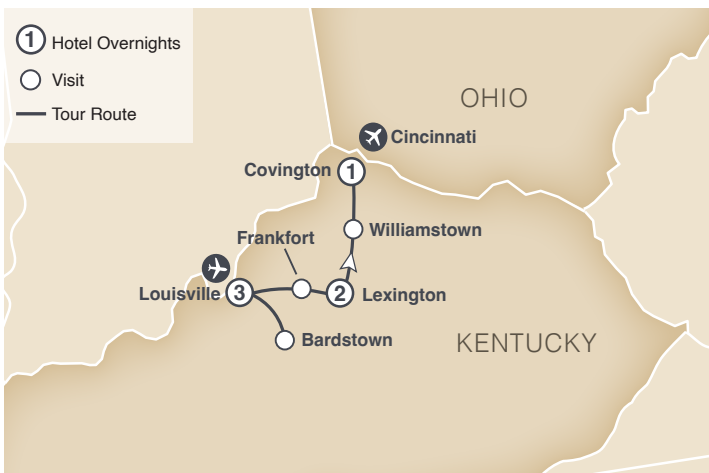 1 Hotel Overnights
Visit
Tour Route
OHIO
Cincinnati
Covington 1
Williamstown
Frankfort
Louisville 3
2 Lexington
Bardstown
KENTUCKY